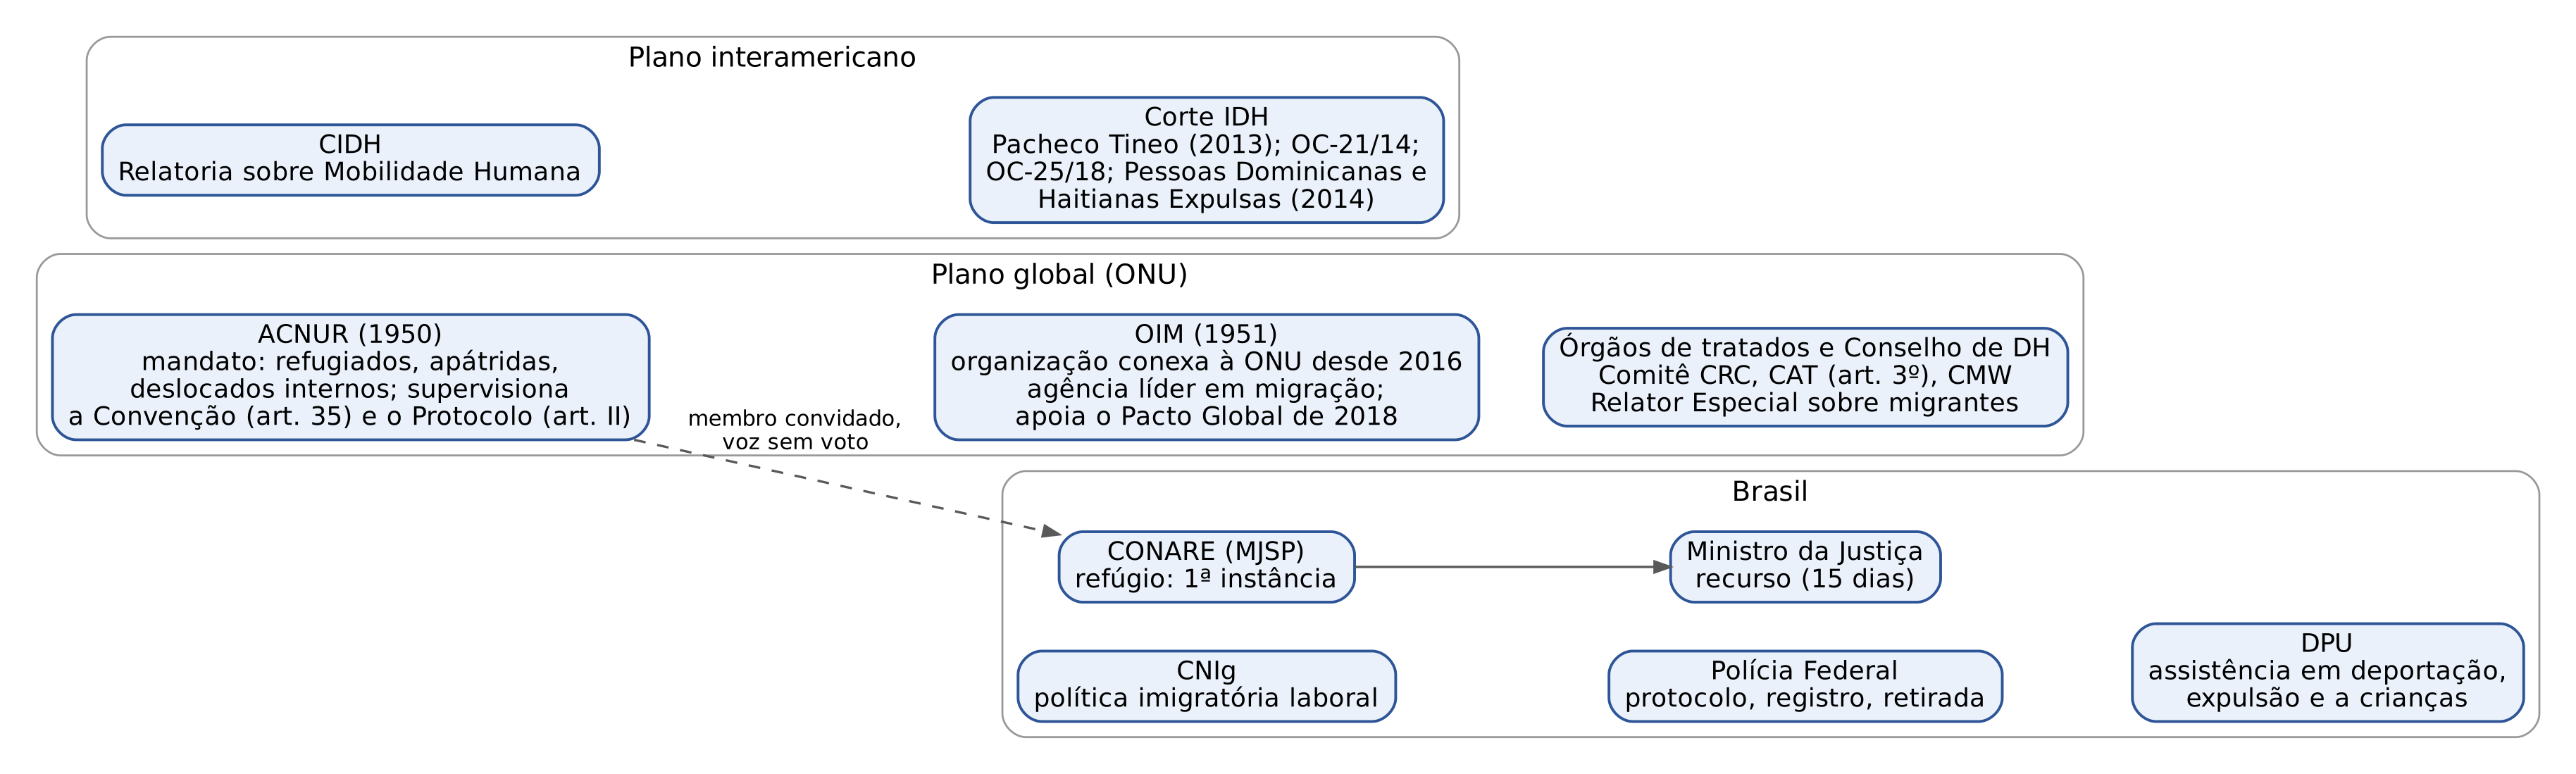 Plano interamericano
CIDH
Relatoria sobre Mobilidade Humana
Corte IDH
Pacheco Tineo (2013); OC-21/14;
OC-25/18; Pessoas Dominicanas e
Haitianas Expulsas (2014)
Plano global (ONU)
ACNUR (1950)
mandato: refugiados, apátridas,
deslocados internos; supervisiona
a Convenção (art. 35) e o Protocolo (art. II)
OIM (1951)
organização conexa à ONU desde 2016
agência líder em migração;
apoia o Pacto Global de 2018
Órgãos de tratados e Conselho de DH
Comitê CRC, CAT (art. 3º), CMW
Relator Especial sobre migrantes
membro convidado,
voz sem voto
Brasil
CONARE (MJSP)
refúgio: 1ª instância
Ministro da Justiça
recurso (15 dias)
CNIg
política imigratória laboral
Polícia Federal
protocolo, registro, retirada
DPU
assistência em deportação,
expulsão e a crianças